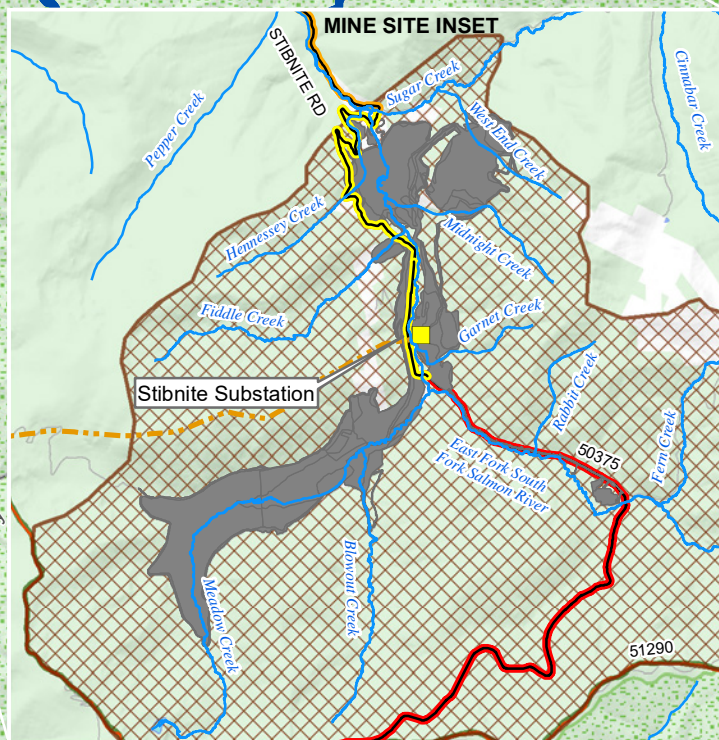 MINE SITE INSET
STIBNITE RD
Sugar Creek
Cinnabar Creek
Pepper Creek
West End Creek
Hennessey Creek
Midnight Creek
Fiddle Creek
Garnet Creek
Stibnite Substation
Rabbit Creek
50375
East Fork South
Fork Salmon River
Fern Creek
Blowout Creek
Meadow Creek
51290